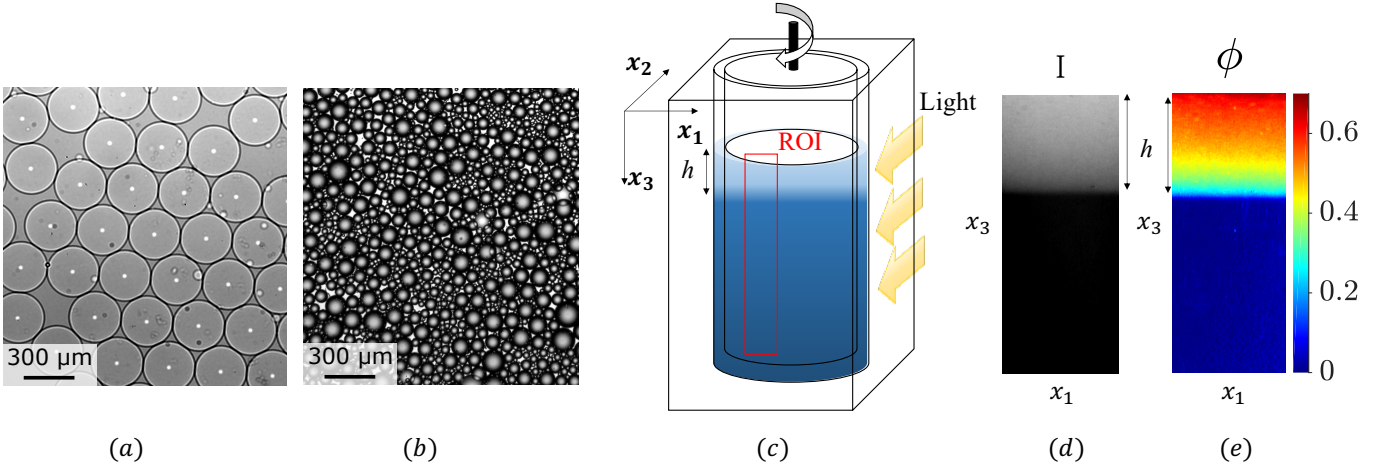 300 μm
(a)
300 μm
(b)
x₂
x₁
x₃
h
ROI
Light
(c)
I
h
x₃
x₁
(d)
ϕ
x₃
x₁
0.6
0.4
0.2
0
(e)